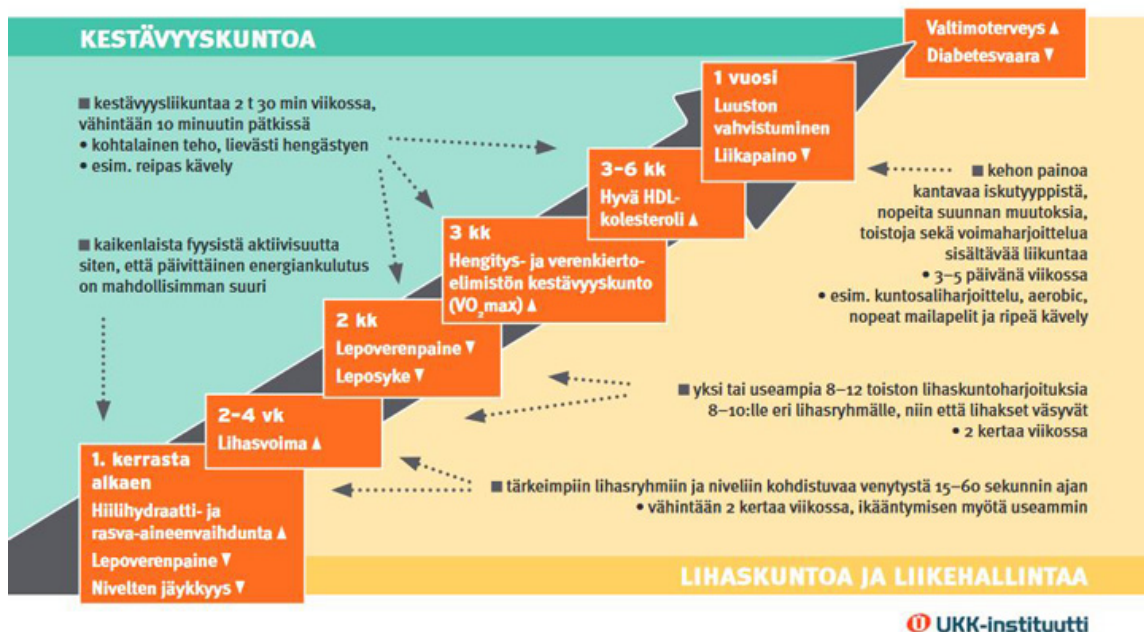 KESTÄVYYSKUNTOA
■ kestävyysliikuntaa 2 t 30 min viikossa,
vähintään 10 minuutin pätkissä
• kohtalainen teho, lievästi hengästyen
• esim. reipas kävely
■ kaikenlaista fyysistä aktiivisuutta
siten, että päivittäinen energiankulutus
on mahdollisimman suuri
Valtimoterveys ▲
Diabetesvaara ▼
1 vuosi
Luuston
vahvistuminen
Liikapaino ▼
3–6 kk
Hyvä HDL-
kolesteroli ▲
3 kk
Hengitys- ja verenkierto-
elimistön kestävyyskunto
(VO₂max) ▲
2 kk
Lepoverenpaine ▼
Leposyke ▼
2–4 vk
Lihasvoima ▲
1. kerrasta
alkaen
Hiilihydraatti- ja
rasva-aineenvaihdunta ▲
Lepoverenpaine ▼
Nivelten jäykkyys ▼
■ kehon painoa
kantavaa iskutyyppistä,
nopeita suunnan muutoksia,
toistoja sekä voimaharjoittelua
sisältävää liikuntaa
• 3–5 päivänä viikossa
• esim. kuntosaliharjoittelu, aerobic,
nopeat mailapelit ja ripeä kävely
■ yksi tai useampia 8–12 toiston lihaskuntoharjoituksia
8–10:lle eri lihasryhmälle, niin että lihakset väsyvät
• 2 kertaa viikossa
■ tärkeimpiin lihasryhmiin ja niveliin kohdistuvaa venytystä 15–60 sekunnin ajan
• vähintään 2 kertaa viikossa, ikääntymisen myötä useammin
LIHASKUNTOA JA LIIKEHALLINTAA
UKK-instituutti